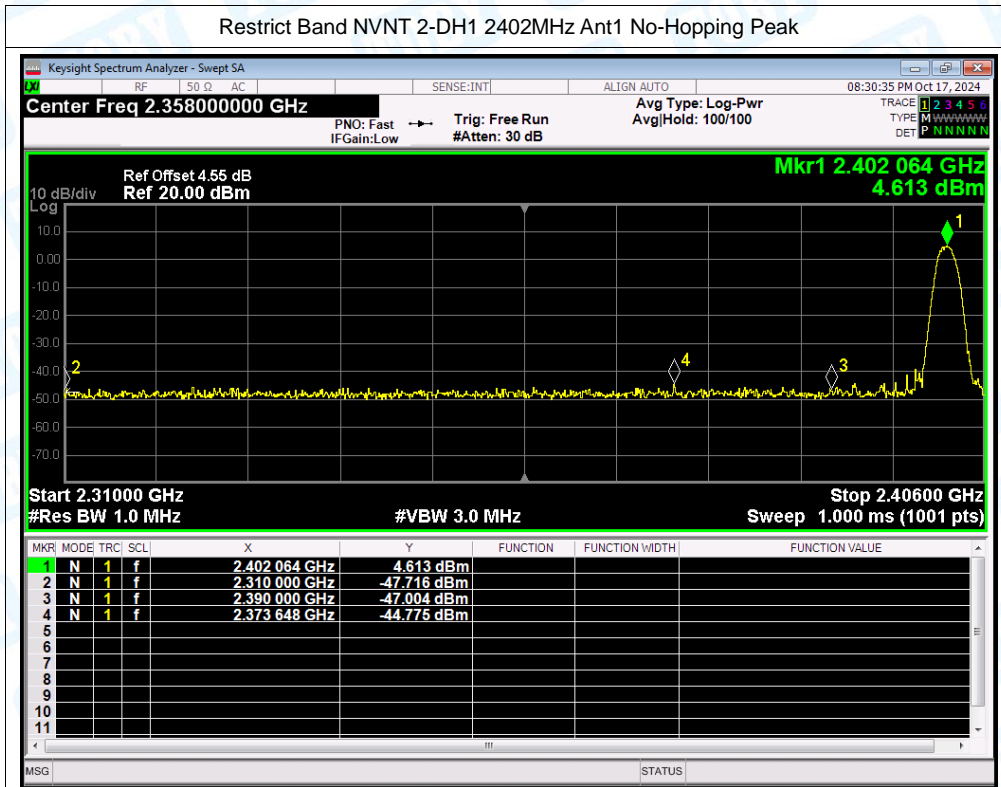 Restrict Band NVNT 2-DH1 2402MHz Ant1 No-Hopping Peak
Keysight Spectrum Analyzer - Swept SA
LXI RF 50 Ω AC SENSE:INT ALIGN AUTO 08:30:35 PM Oct 17, 2024
Center Freq 2.358000000 GHz
PNO: Fast
IFGain:Low
Trig: Free Run
#Atten: 30 dB
Avg Type: Log-Pwr
Avg|Hold: 100/100
TRACE 1 2 3 4 5 6
TYPE M WWWWW
DET P N N N N N
Mkr1 2.402 064 GHz
4.613 dBm
Ref Offset 4.55 dB
10 dB/div Ref 20.00 dBm
Log
10.0
0.00
-10.0
-20.0
-30.0
-40.0
-50.0
-60.0
-70.0
1
2
4
3
Start 2.31000 GHz Stop 2.40600 GHz
#Res BW 1.0 MHz #VBW 3.0 MHz Sweep 1.000 ms (1001 pts)
MKR MODE TRC SCL X Y FUNCTION FUNCTION WIDTH FUNCTION VALUE
1 N 1 f 2.402 064 GHz 4.613 dBm
2 N 1 f 2.310 000 GHz -47.716 dBm
3 N 1 f 2.390 000 GHz -47.004 dBm
4 N 1 f 2.373 648 GHz -44.775 dBm
5
6
7
8
9
10
11
MSG STATUS